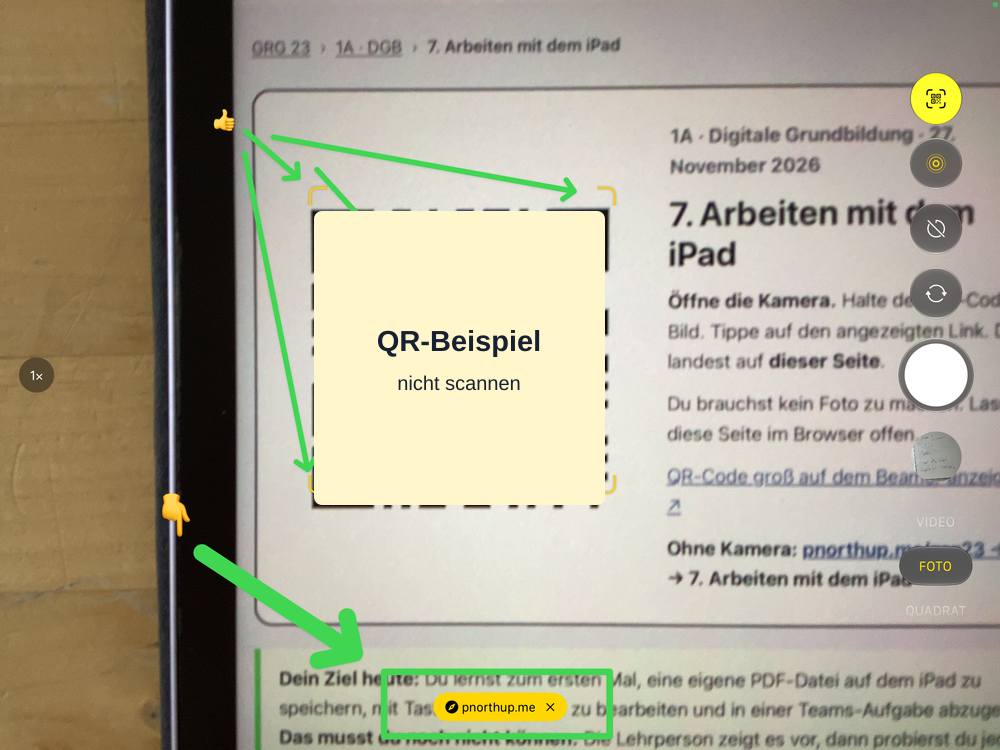 GRG 23 › 1A · DGB › 7. Arbeiten mit dem iPad
1A · Digitale Grundbildung · 27.
November 2026
7. Arbeiten mit dem
iPad
Öffne die Kamera. Halte
Bild. Tippe auf den angezeigten Link.
landest auf dieser Seite.
Du brauchst kein Foto zu
diese Seite im Browser offen
QR-Code groß auf dem
↗
Ohne Kamera:
→ 7. Arbeiten mit dem iPad
QR-Beispiel
nicht scannen
1×
VIDEO
FOTO
QUADRAT
Dein Ziel heute: Du lernst zum ersten Mal, eine eigene PDF-Datei auf dem iPad zu
speichern, mit zu bearbeiten und in einer Teams-Aufgabe
pnorthup.me ×
Das musst du noch nicht können: Die Lehrperson zeigt es vor, dann probierst du